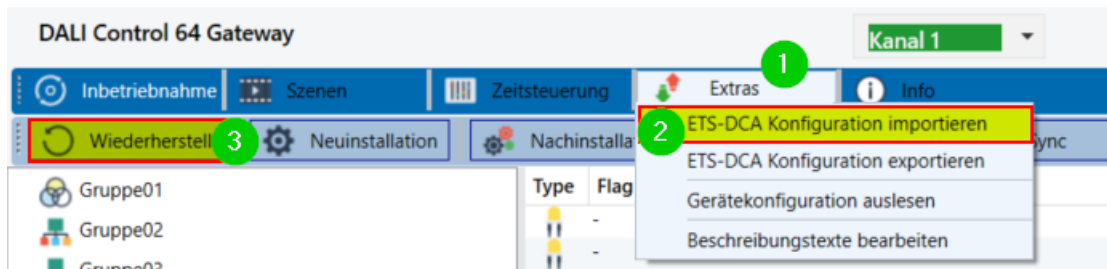 DALI Control 64 Gateway
Kanal 1
1
Inbetriebnahme Szenen Zeitsteuerung Extras i Info
2 ETS-DCA Konfiguration importieren
Wiederherstell 3 Neuinstallation Nachinstalla ync
ETS-DCA Konfiguration exportieren
Gruppe01 Type Flag
Gerätekonfiguration auslesen
Gruppe02 -
Beschreibungstexte bearbeiten
-
Gruppe03